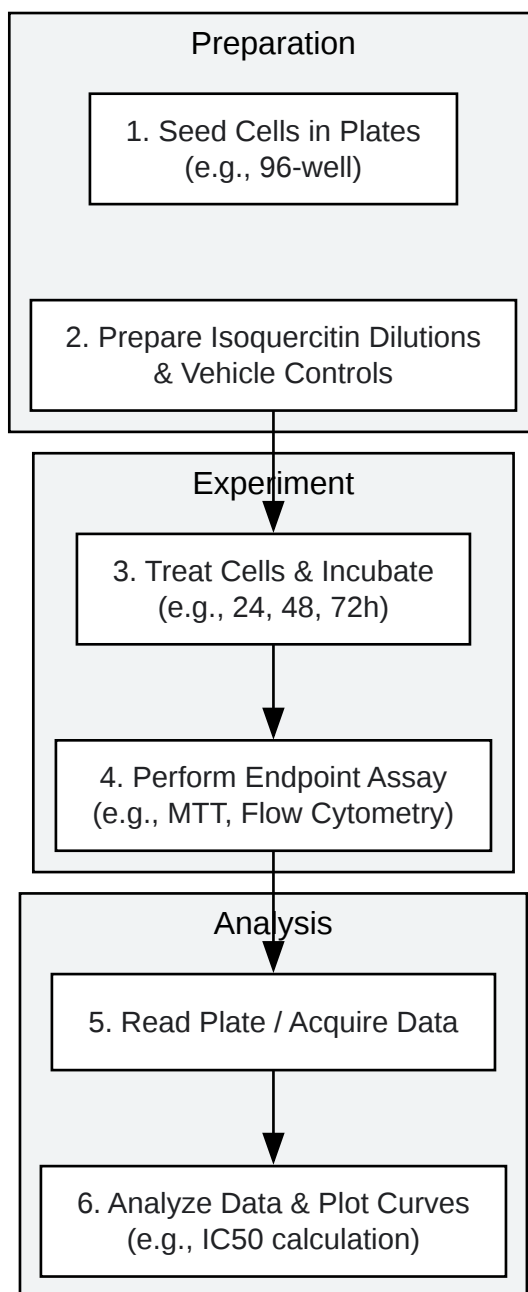 Preparation
1. Seed Cells in Plates
(e.g., 96-well)
2. Prepare Isoquercitin Dilutions
& Vehicle Controls
Experiment
3. Treat Cells & Incubate
(e.g., 24, 48, 72h)
4. Perform Endpoint Assay
(e.g., MTT, Flow Cytometry)
Analysis
5. Read Plate / Acquire Data
6. Analyze Data & Plot Curves
(e.g., IC50 calculation)